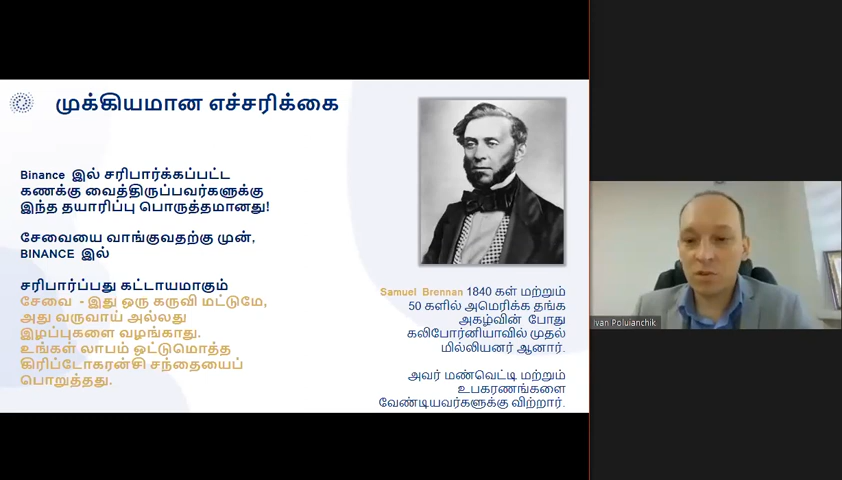 முக்கியமான எச்சரிக்கை
Binance இல் சரிபார்க்கப்பட்ட
கணக்கு வைத்திருப்பவர்களுக்கு
இந்த தயாரிப்பு பொருத்தமானது!
சேவையை வாங்குவதற்கு முன்,
BINANCE இல்
சரிபார்ப்பது கட்டாயமாகும்
சேவை - இது ஒரு கருவி மட்டுமே,
அது வருவாய் அல்லது
இழப்புகளை வழங்காது.
உங்கள் லாபம் ஒட்டுமொத்த
கிரிப்டோகரன்சி சந்தையைப்
பொறுத்தது.
Samuel Brennan 1840 கள் மற்றும்
50 களில் அமெரிக்க தங்க
அகழ்வின் போது
கலிபோர்னியாவில் முதல்
மில்லியனர் ஆனார்.
அவர் மண்வெட்டி மற்றும்
உபகரணங்களை
வேண்டியவர்களுக்கு விற்றார்.
Ivan Poluianchik